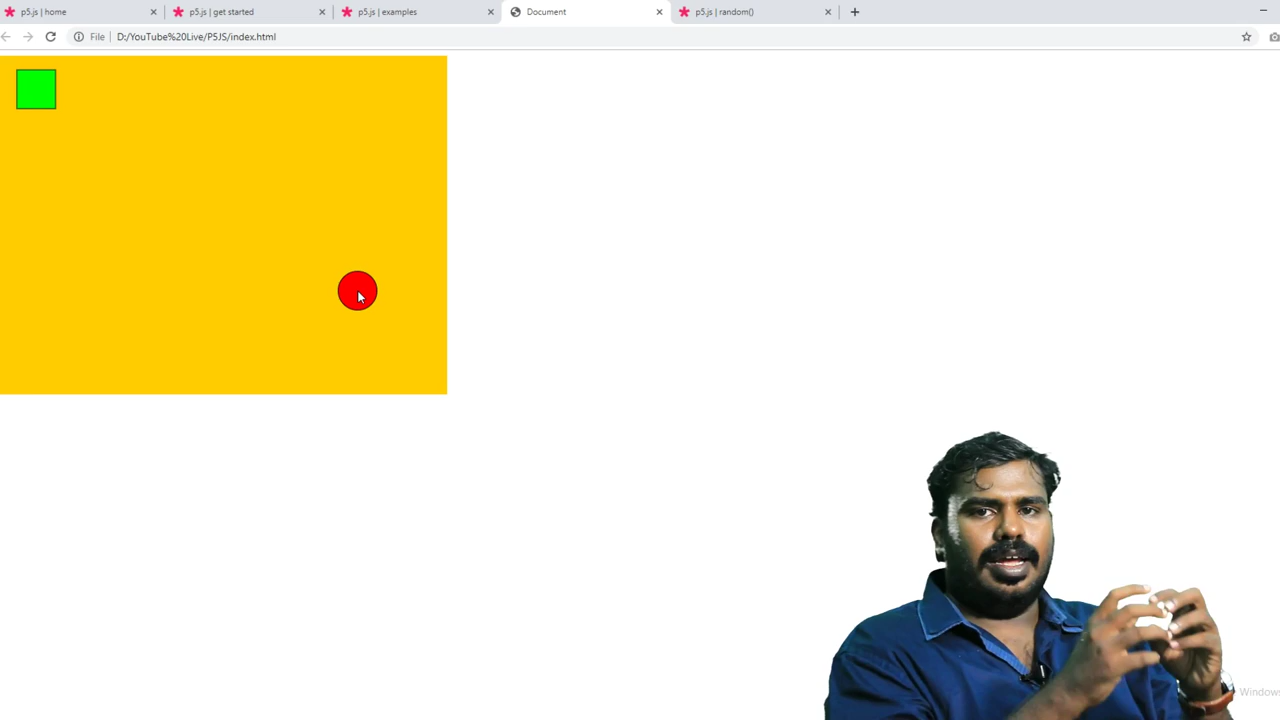 p5.js | home
p5.js | get started
p5.js | examples
Document
p5.js | random()
File
D:/YouTube%20Live/P5JS/index.html
Windows